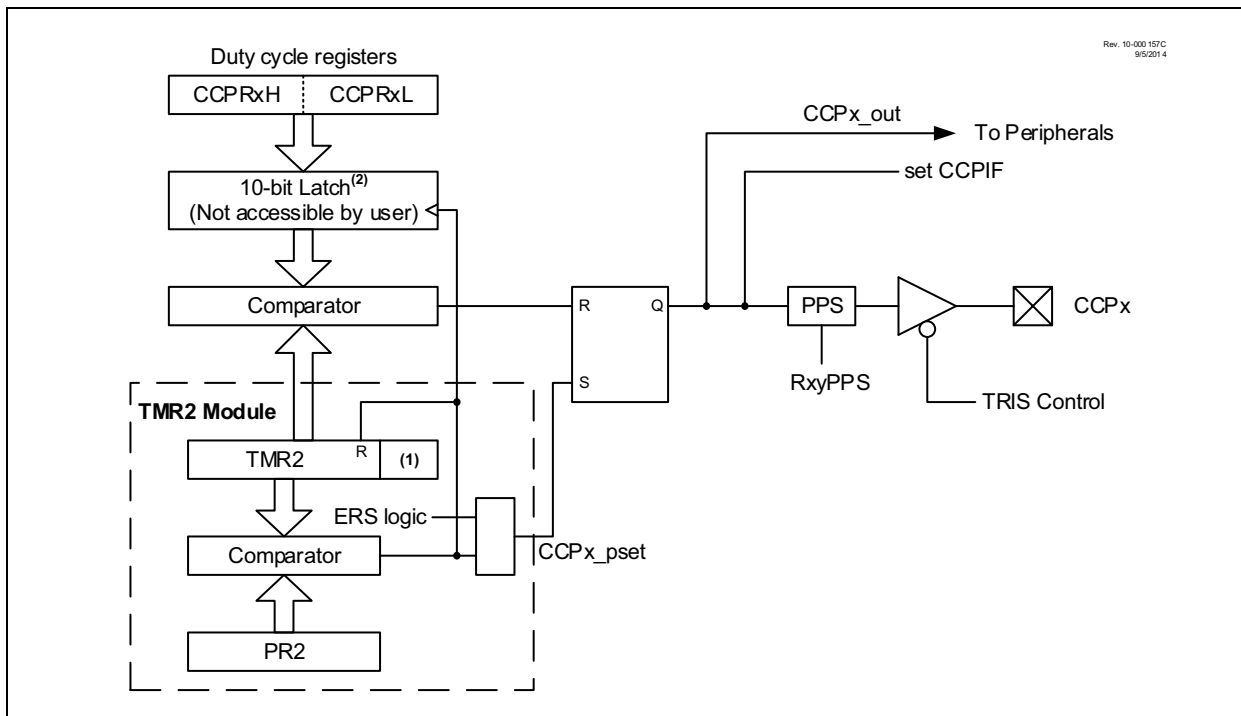 Rev. 10-000 157C
9/5/2014
Duty cycle registers
CCPRxH
CCPRxL
CCPx_out
To Peripherals
set CCPIF
10-bit Latch(2)
(Not accessible by user)
Comparator
R
Q
PPS
CCPx
RxyPPS
S
TRIS Control
TMR2 Module
R
TMR2
(1)
ERS logic
Comparator
CCPx_pset
PR2